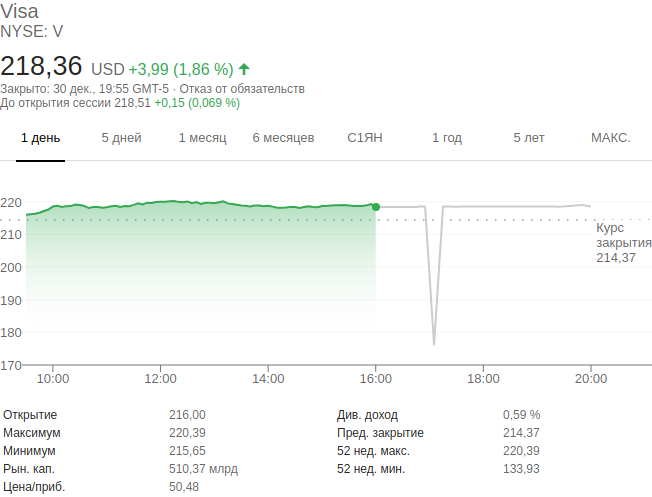 Visa
NYSE: V
218,36 USD +3,99 (1,86 %)
Закрыто: 30 дек., 19:55 GMT-5 · Отказ от обязательств
До открытия сессии 218,51 +0,15 (0,069 %)
1 день 5 дней 1 месяц 6 месяцев С1ЯН 1 год 5 лет МАКС.
220
210
200
190
180
170
Курс
закрытия
214,37
10:00 12:00 14:00 16:00 18:00 20:00
Открытие 216,00 Див. доход 0,59 %
Максимум 220,39 Пред. закрытие 214,37
Минимум 215,65 52 нед. макс. 220,39
Рын. кап. 510,37 млрд 52 нед. мин. 133,93
Цена/приб. 50,48